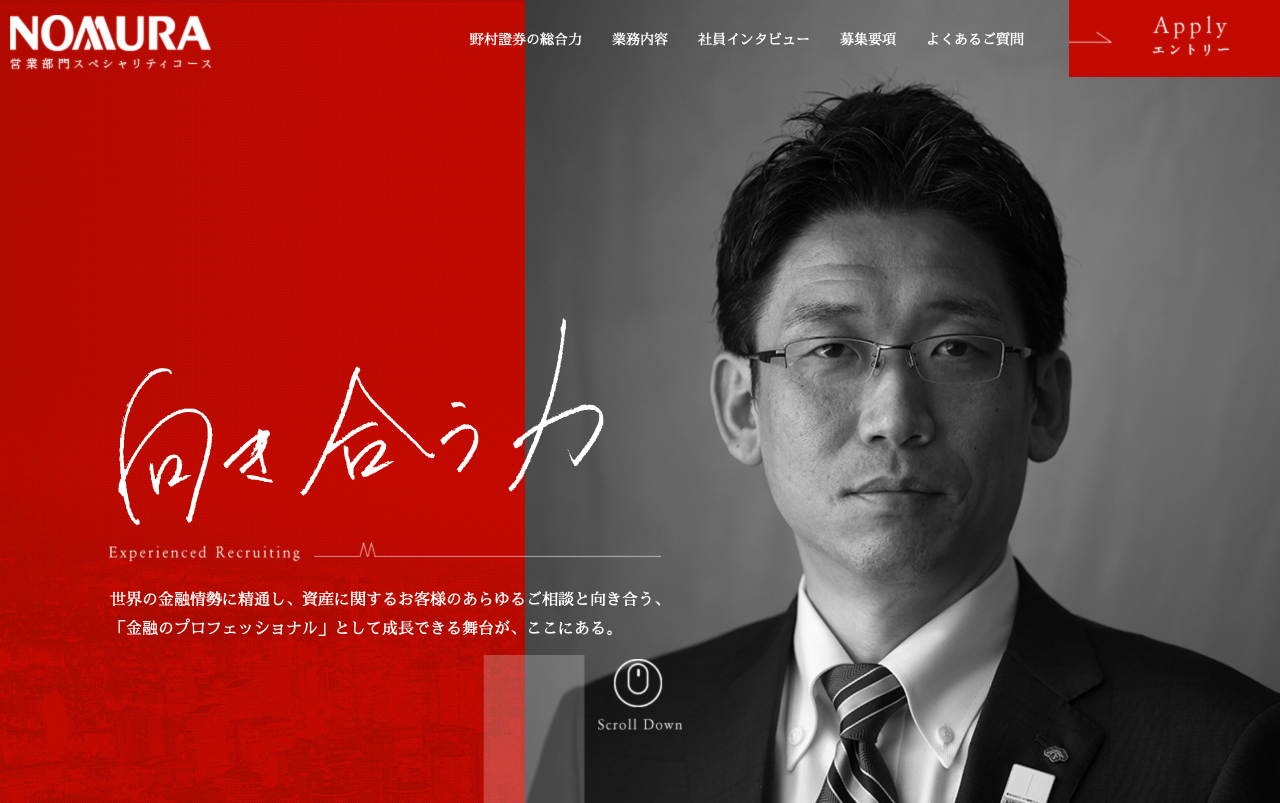 NOMURA
営業部門スペシャリティコース
野村證券の総合力 業務内容 社員インタビュー 募集要項 よくあるご質問
Apply
エントリー
向き合う力
Experienced Recruiting
世界の金融情勢に精通し、資産に関するお客様のあらゆるご相談と向き合う、
「金融のプロフェッショナル」として成長できる舞台が、ここにある。
Scroll Down